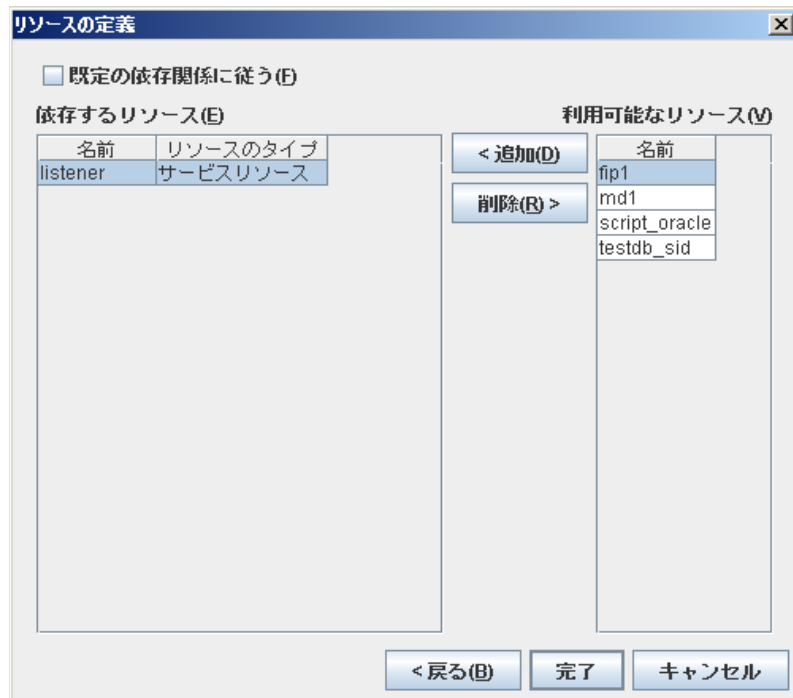 リソースの定義
既定の依存関係に従う(F)
依存するリソース(E)
利用可能なリソース(V)
名前 リソースのタイプ
listener サービスリソース
< 追加(D)
削除(R) >
名前
fip1
md1
script_oracle
testdb_sid
< 戻る(B) 完了 キャンセル